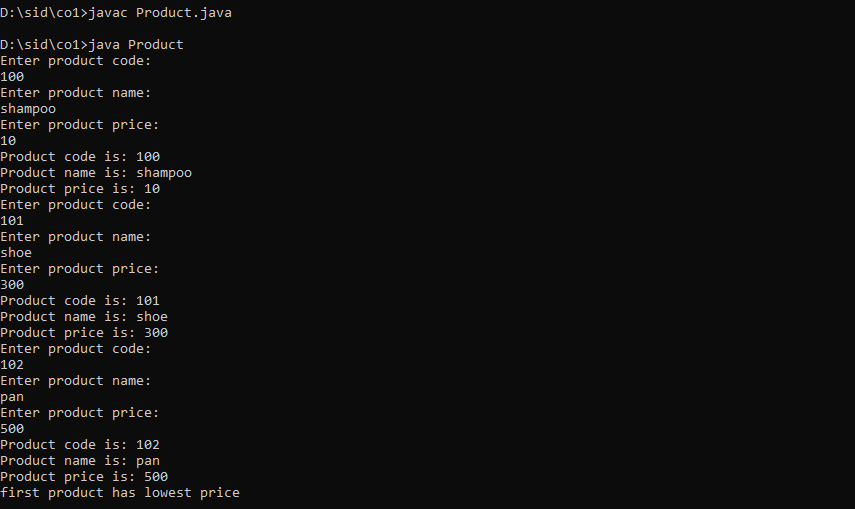 D:\sid\co1>javac Product.java
D:\sid\co1>java Product
Enter product code:
100
Enter product name:
shampoo
Enter product price:
10
Product code is: 100
Product name is: shampoo
Product price is: 10
Enter product code:
101
Enter product name:
shoe
Enter product price:
300
Product code is: 101
Product name is: shoe
Product price is: 300
Enter product code:
102
Enter product name:
pan
Enter product price:
500
Product code is: 102
Product name is: pan
Product price is: 500
first product has lowest price